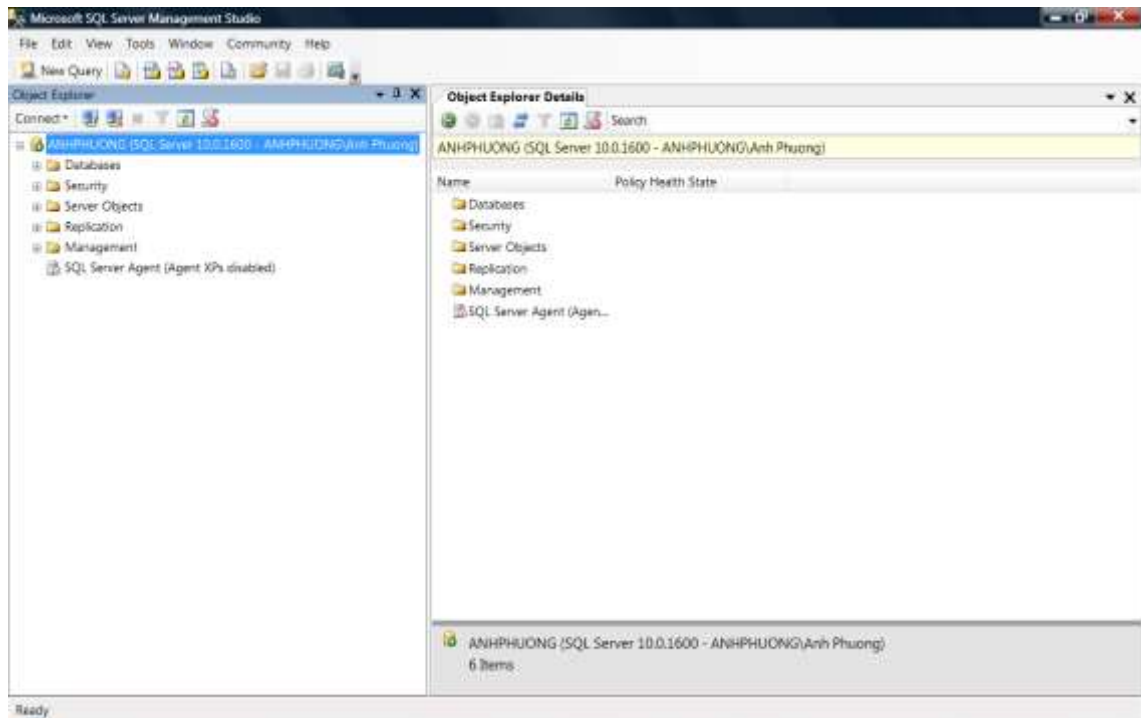 Microsoft SQL Server Management Studio
File Edit View Tools Window Community Help
New Query
Object Explorer
Connect
ANHPHUONG (SQL Server 10.0.1600 - ANHPHUONG\Anh Phuong)
Databases
Security
Server Objects
Replication
Management
SQL Server Agent (Agent XPs disabled)
Object Explorer Details
Search
ANHPHUONG (SQL Server 10.0.1600 - ANHPHUONG\Anh Phuong)
Name Policy Health State
Databases
Security
Server Objects
Replication
Management
SQL Server Agent (Agen...
ANHPHUONG (SQL Server 10.0.1600 - ANHPHUONG\Anh Phuong)
6 Items
Ready